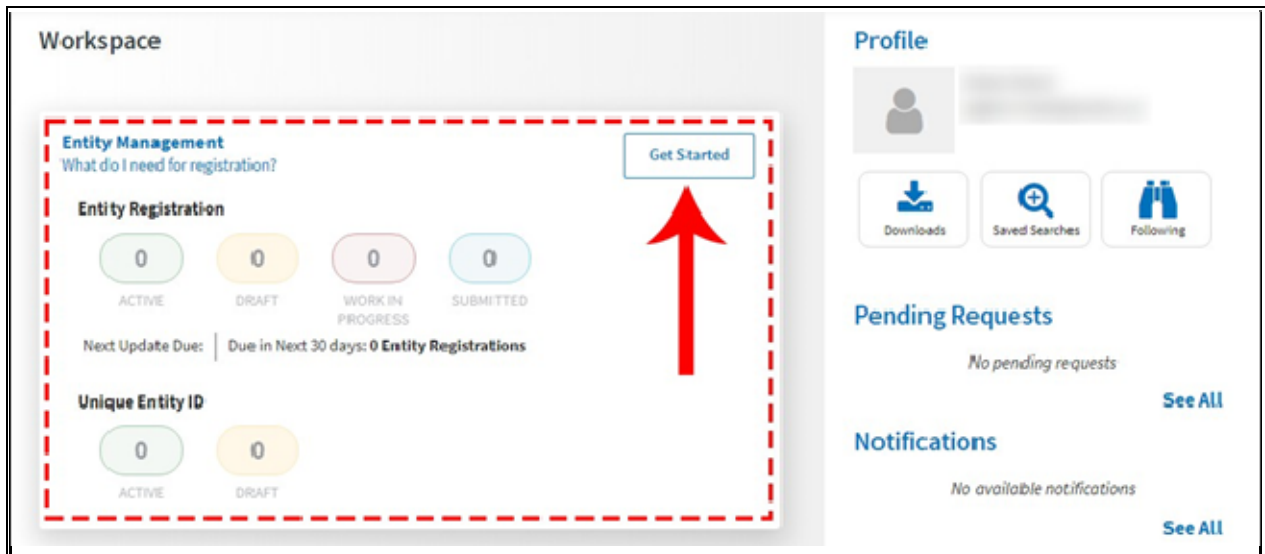 Workspace
Entity Management
What do I need for registration?
Get Started
Entity Registration
0 0 0 0
ACTIVE DRAFT WORK IN PROGRESS SUBMITTED
Next Update Due: Due in Next 30 days: 0 Entity Registrations
Unique Entity ID
0 0
ACTIVE DRAFT
Profile
Downloads Saved Searches Following
Pending Requests
No pending requests
See All
Notifications
No available notifications
See All